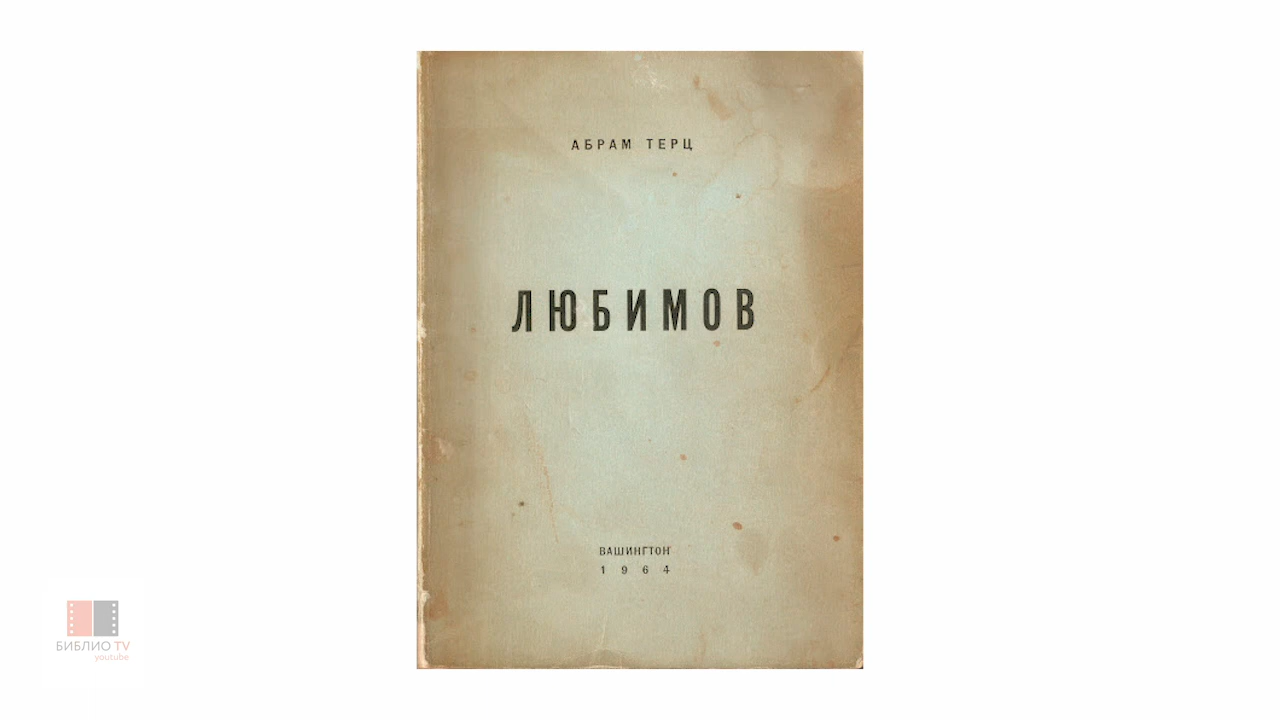 АБРАМ ТЕРЦ
ЛЮБИМОВ
ВАШИНГТОН
1964
БИБЛИО TV
youtube